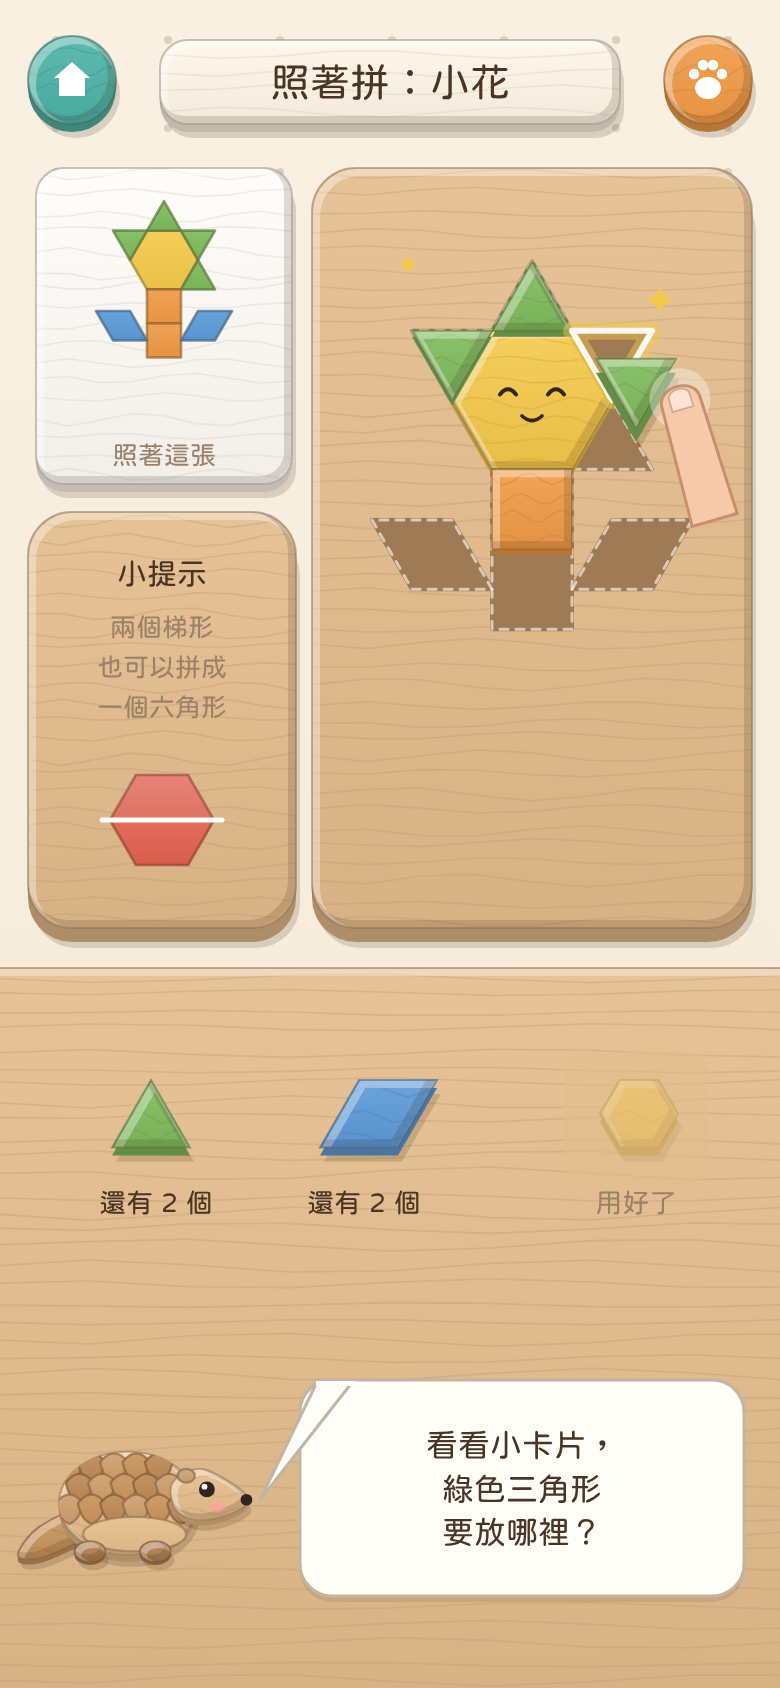 照著拼：小花
照著這張
小提示
兩個梯形
也可以拼成
一個六角形
還有 2 個
還有 2 個
用好了
看看小卡片，
綠色三角形
要放哪裡？